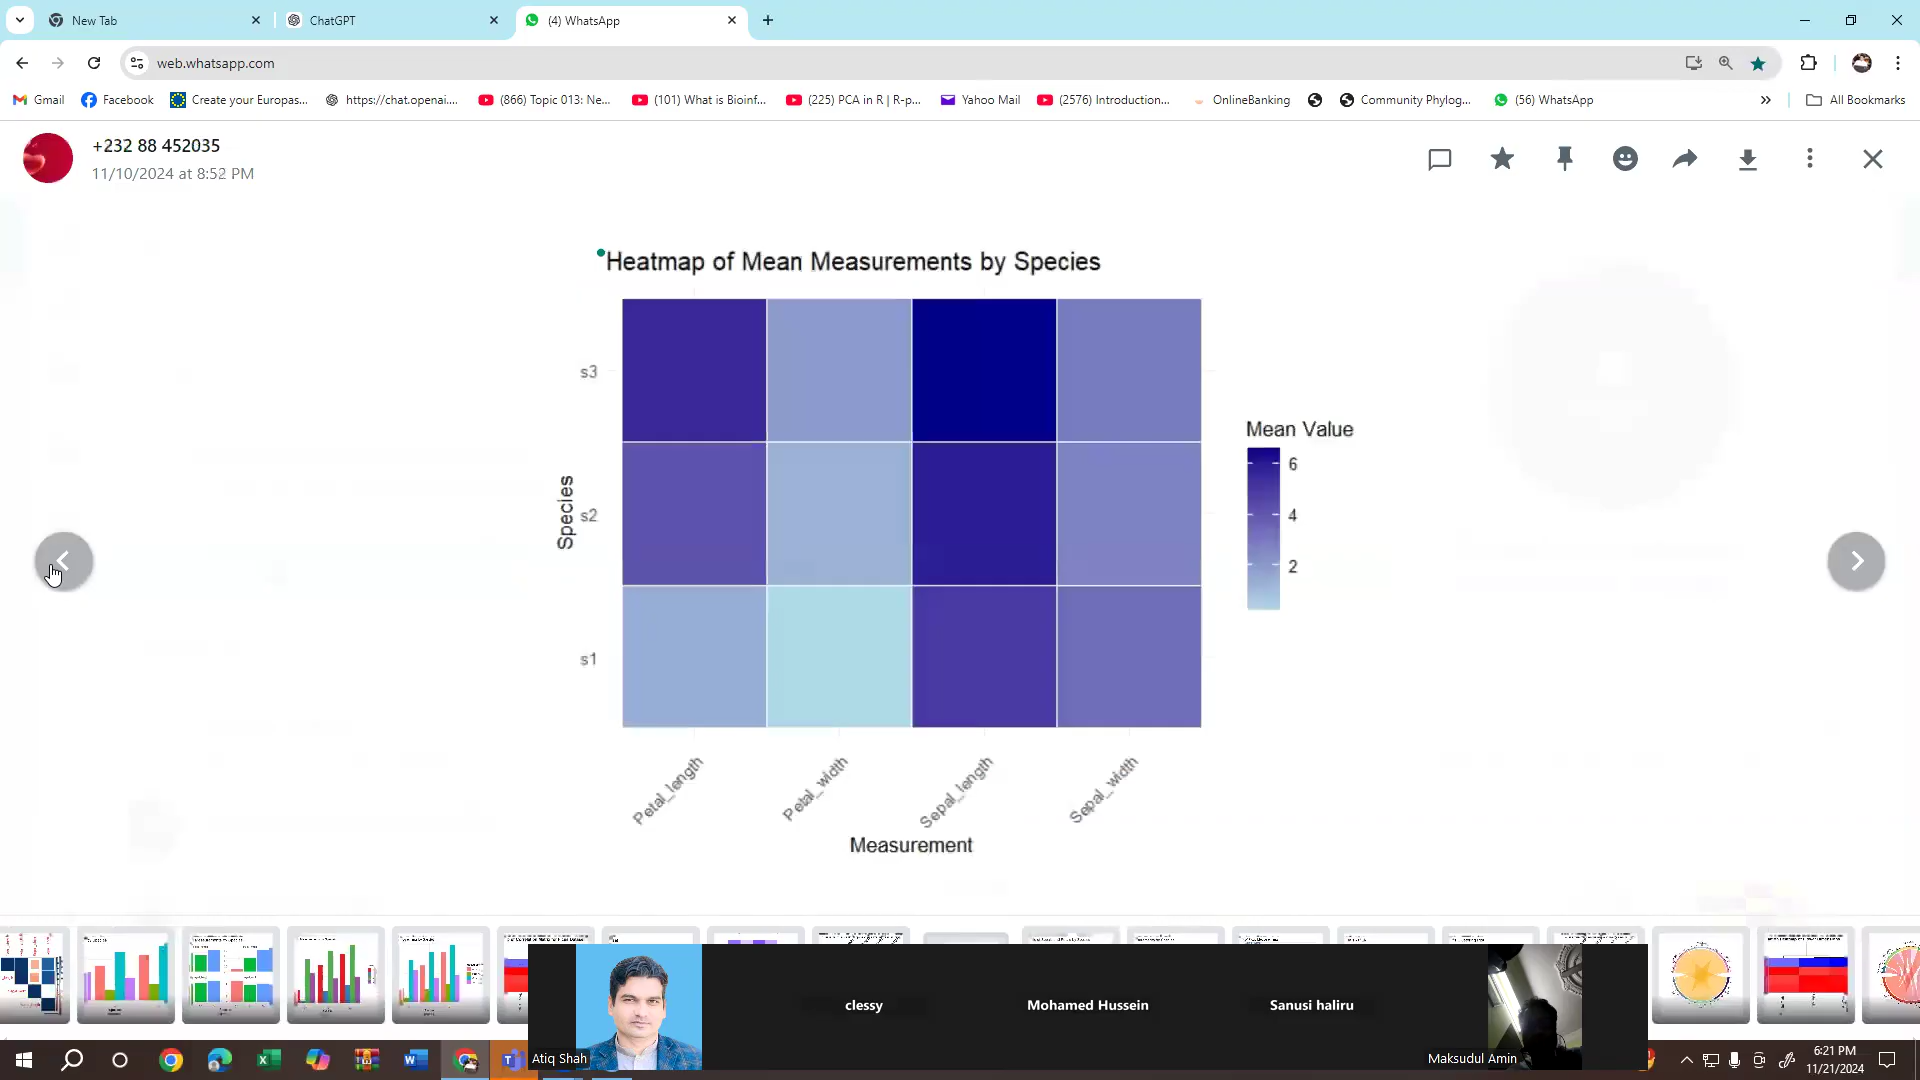 New Tab
ChatGPT
(4) WhatsApp
web.whatsapp.com
Gmail
Facebook
Create your Europas...
https://chat.openai....
(866) Topic 013: Ne...
(101) What is Bioinf...
(225) PCA in R | R-p...
Yahoo Mail
(2576) Introduction...
OnlineBanking
Community Phylog...
(56) WhatsApp
All Bookmarks
+232 88 452035
11/10/2024 at 8:52 PM
Heatmap of Mean Measurements by Species
Species
s3
s2
s1
Mean Value
6
4
2
Petal_length
Petal_width
Sepal_length
Sepal_width
Measurement
Atiq Shah
clessy
Mohamed Hussein
Sanusi haliru
Maksudul Amin
6:21 PM
11/21/2024